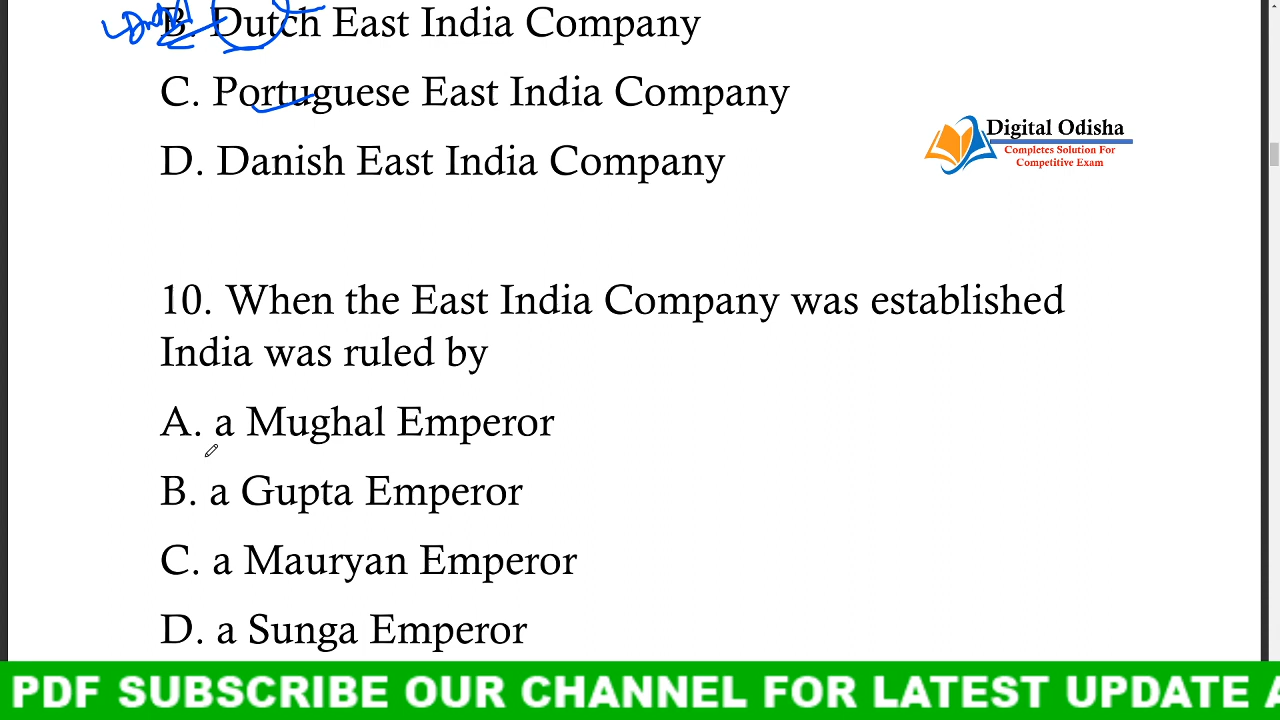 B. Dutch East India Company
C. Portuguese East India Company
Digital Odisha
Completes Solution For
Competitive Exam
D. Danish East India Company
10. When the East India Company was established
India was ruled by
A. a Mughal Emperor
B. a Gupta Emperor
C. a Mauryan Emperor
D. a Sunga Emperor
PDF SUBSCRIBE OUR CHANNEL FOR LATEST UPDATE